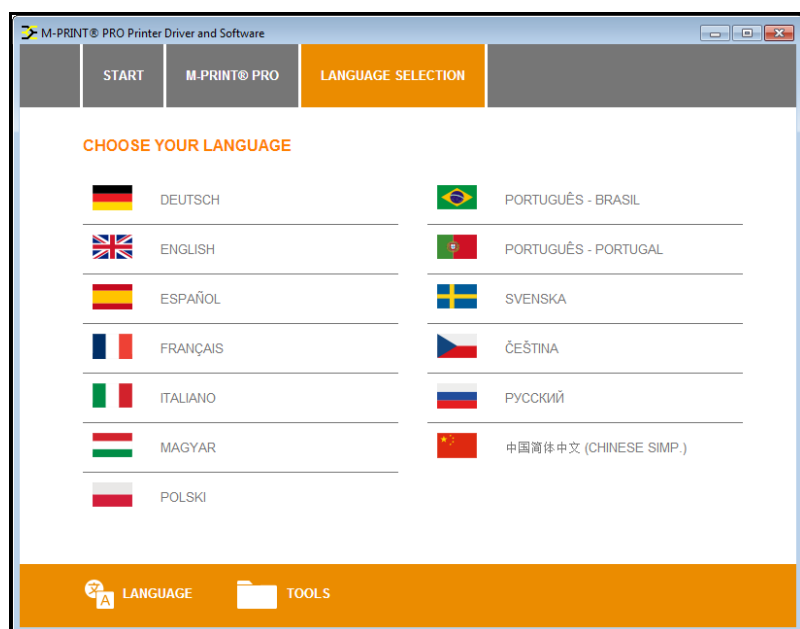 M-PRINT® PRO Printer Driver and Software
START
M-PRINT® PRO
LANGUAGE SELECTION
CHOOSE YOUR LANGUAGE
DEUTSCH
ENGLISH
ESPAÑOL
FRANÇAIS
ITALIANO
MAGYAR
POLSKI
PORTUGUÊS - BRASIL
PORTUGUÊS - PORTUGAL
SVENSKA
ČEŠTINA
РУССКИЙ
中国简体中文 (CHINESE SIMP.)
LANGUAGE
TOOLS